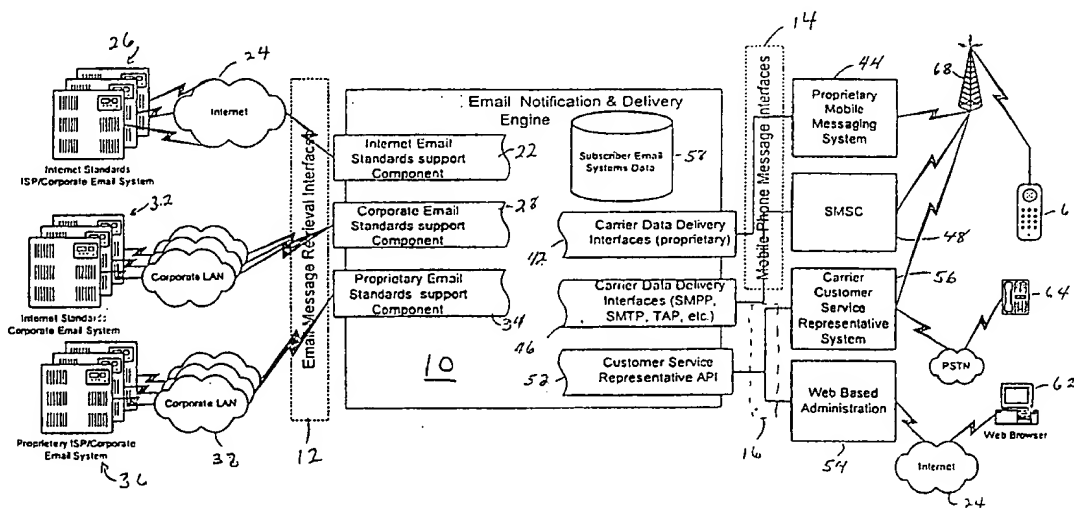 26
24
Internet
Internet Standards
ISP/Corporate Email System
32
Corporate LAN
Internet Standards
Corporate Email System
Corporate LAN
38
Proprietary ISP/Corporate
Email System
36
Email Message Retrieval Interfaces
12
Email Notification & Delivery
Engine
Internet Email
Standards support
Component
22
Corporate Email
Standards support
Component
28
Proprietary Email
Standards support
Component
34
10
Subscriber Email
Systems Data
58
Carrier Data Delivery
Interfaces (proprietary)
42
Carrier Data Delivery
Interfaces (SMPP,
SMTP, TAP, etc.)
46
Customer Service
Representative API
52
14
Mobile Phone Message Interfaces
16
44
Proprietary
Mobile
Messaging
System
SMSC
48
Carrier
Customer
Service
Representative
System
56
Web Based
Administration
54
68
6
64
PSTN
62
Web Browser
Internet
24